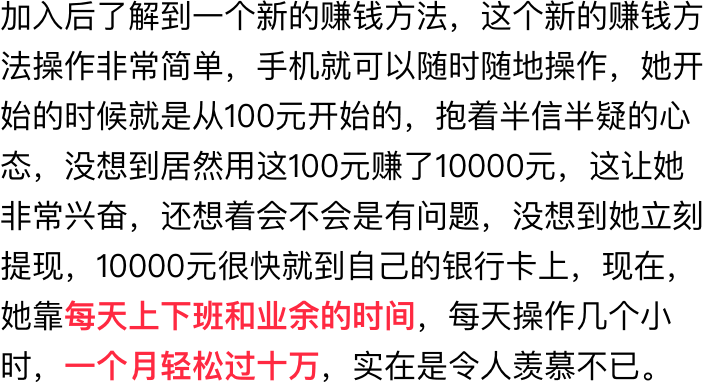 加入后了解到一个新的赚钱方法，这个新的赚钱方
法操作非常简单，手机就可以随时随地操作，她开
始的时候就是从100元开始的，抱着半信半疑的心
态，没想到居然用这100元赚了10000元，这让她
非常兴奋，还想着会不会是有问题，没想到她立刻
提现，10000元很快就到自己的银行卡上，现在，
她靠每天上下班和业余的时间，每天操作几个小
时，一个月轻松过十万，实在是令人羡慕不已。